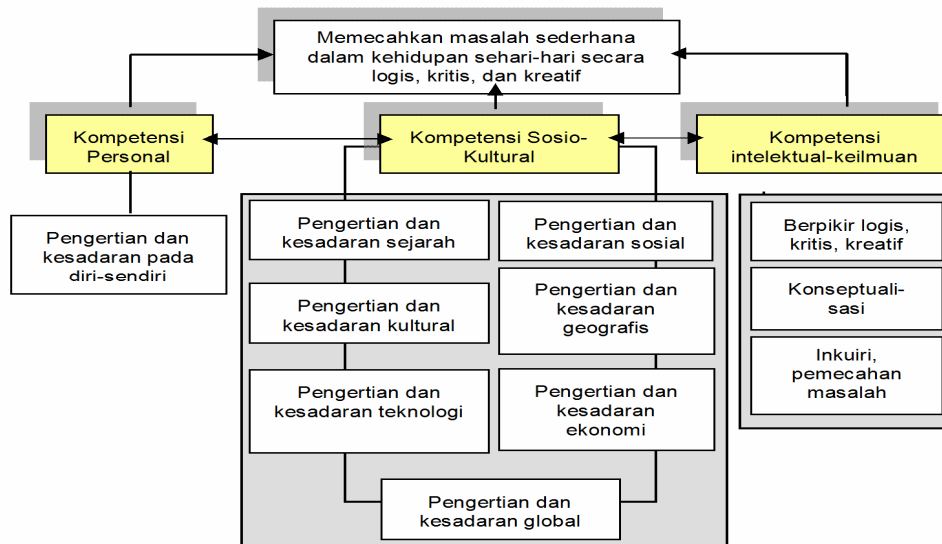 Memecahkan masalah sederhana
dalam kehidupan sehari-hari secara
logis, kritis, dan kreatif
Kompetensi
Personal
Kompetensi Sosio-
Kultural
Kompetensi
intelektual-keilmuan
Pengertian dan
kesadaran pada
diri-sendiri
Pengertian dan
kesadaran sejarah
Pengertian dan
kesadaran sosial
Berpikir logis,
kritis, kreatif
Pengertian dan
kesadaran kultural
Pengertian dan
kesadaran
geografis
Konseptuali-
sasi
Pengertian dan
kesadaran teknologi
Pengertian dan
kesadaran
ekonomi
Inkuiri,
pemecahan
masalah
Pengertian dan
kesadaran global